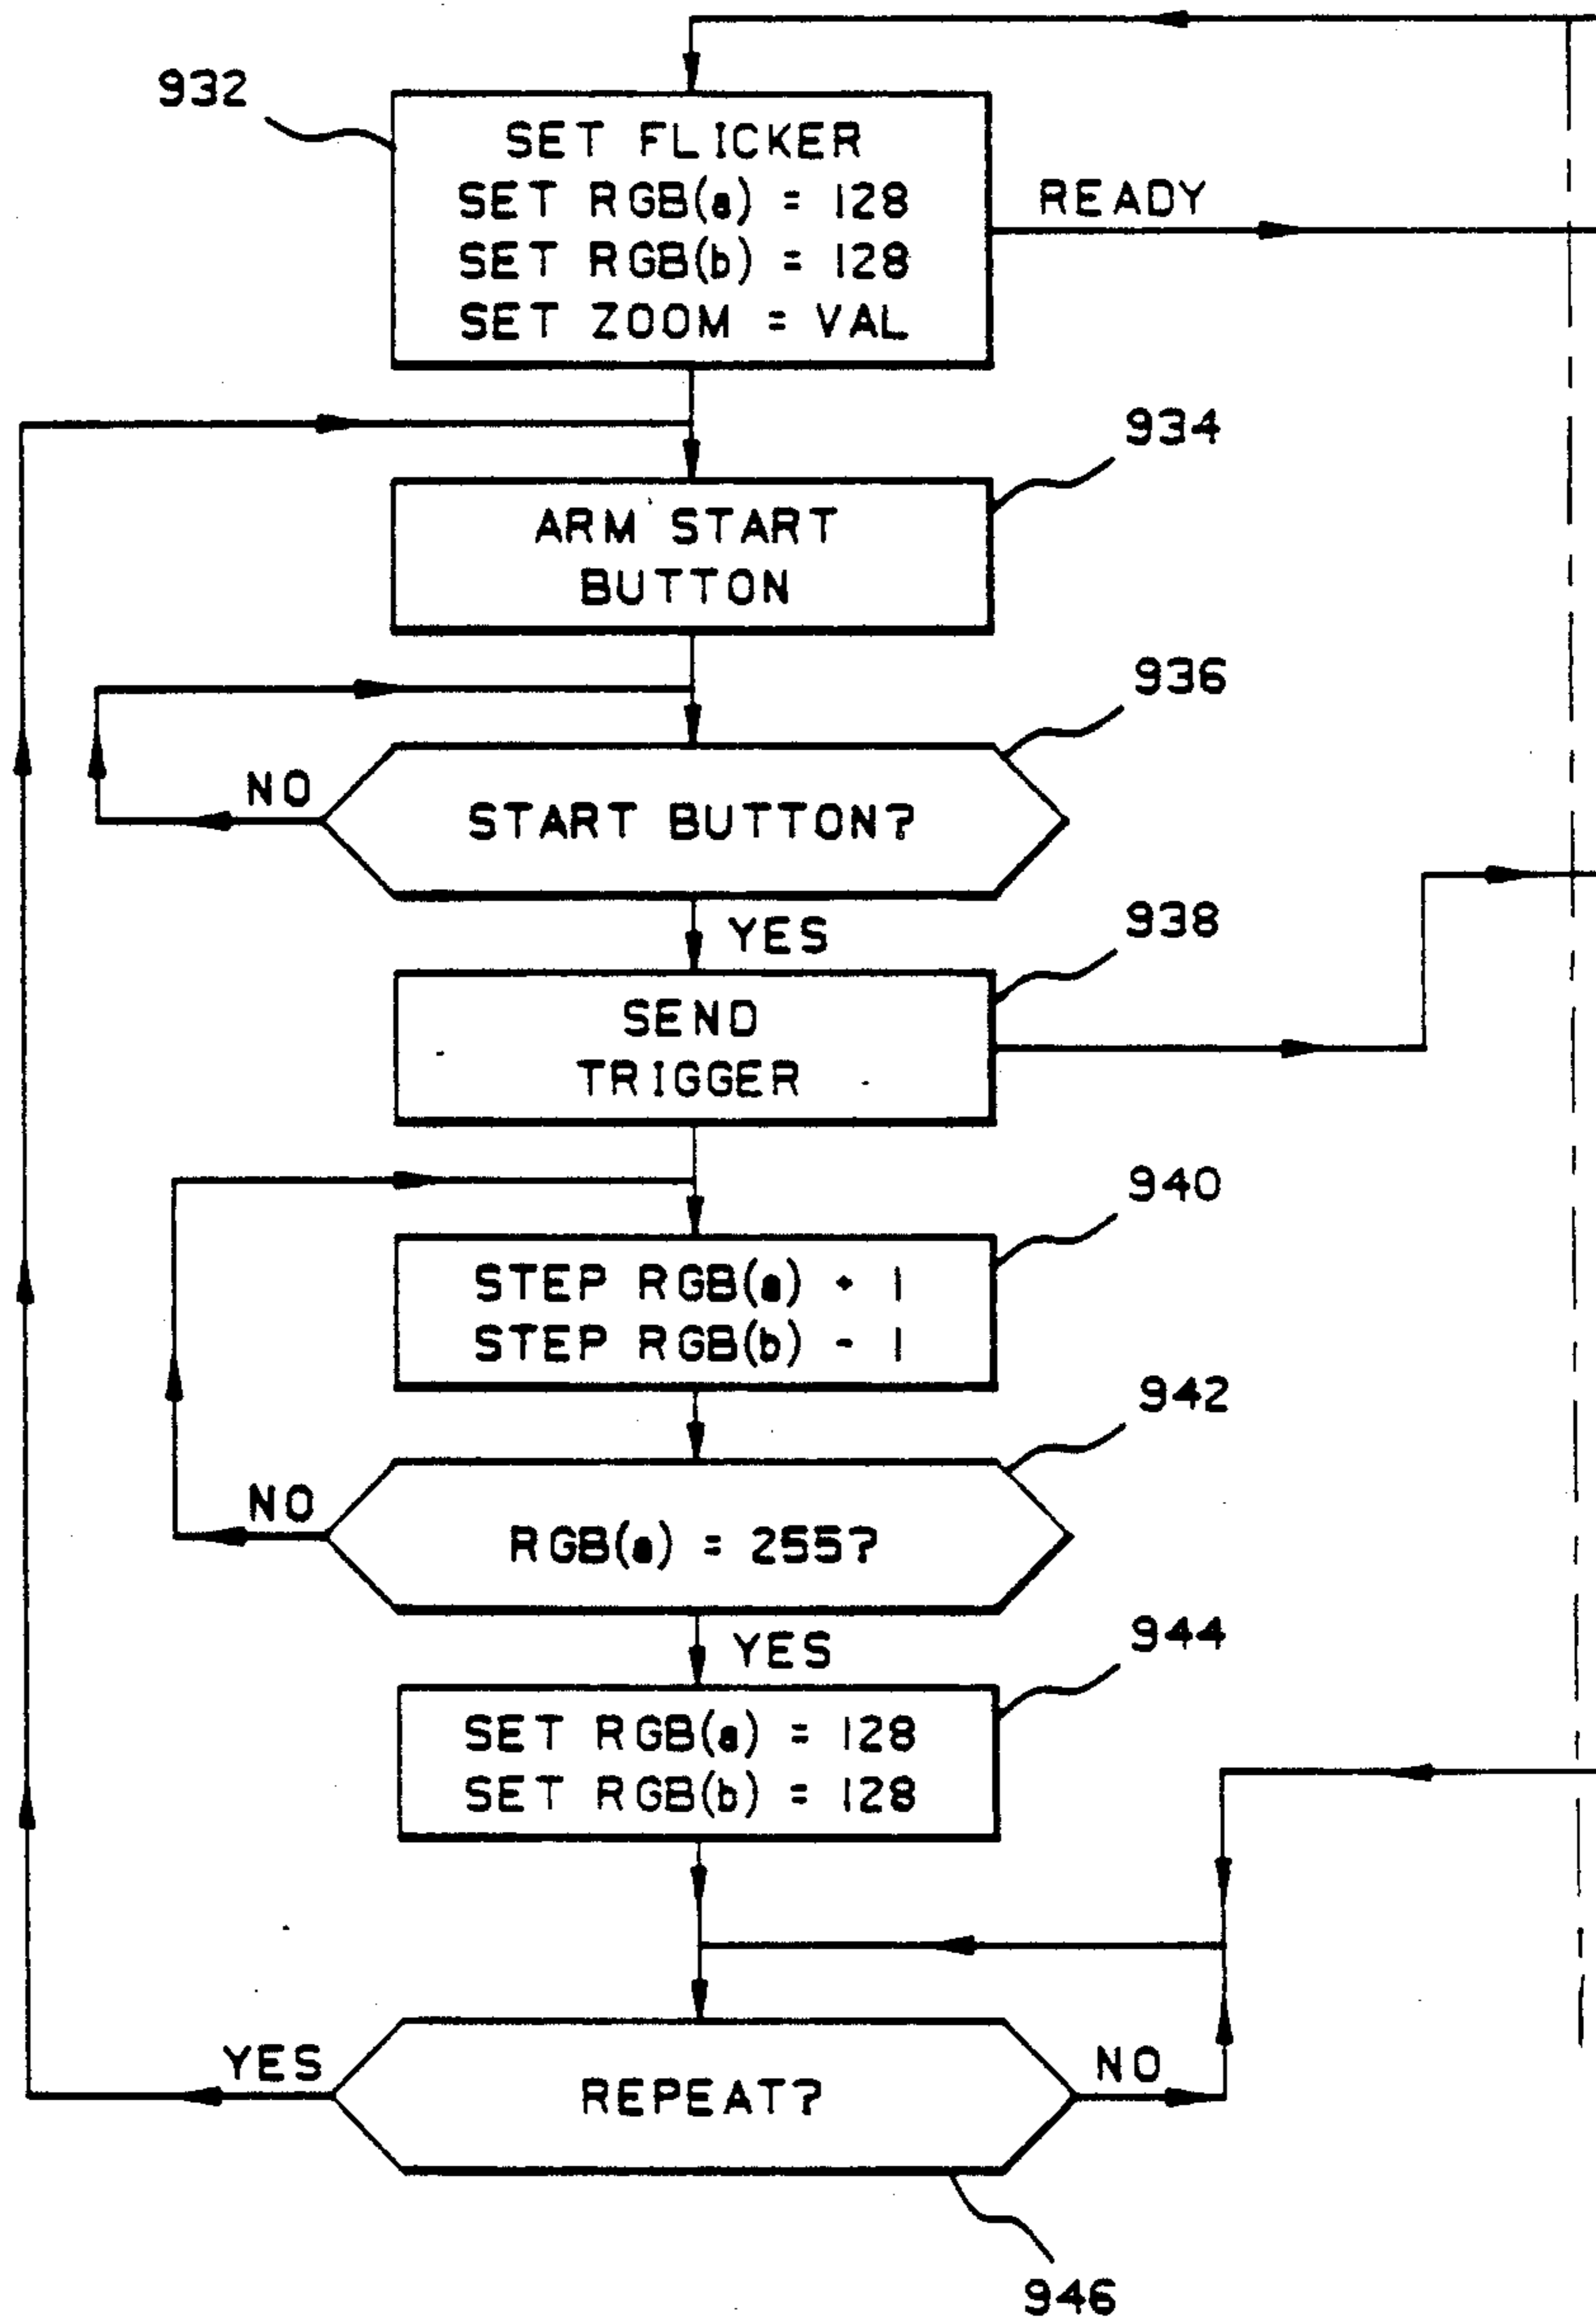 932
SET FLICKER
SET RGB(a) = 128
SET RGB(b) = 128
SET ZOOM = VAL
READY
934
ARM START
BUTTON
936
NO
START BUTTON?
YES
938
SEND
TRIGGER
940
STEP RGB(a) + 1
STEP RGB(b) - 1
942
NO
RGB(a) = 255?
YES
944
SET RGB(a) = 128
SET RGB(b) = 128
YES
REPEAT?
NO
946